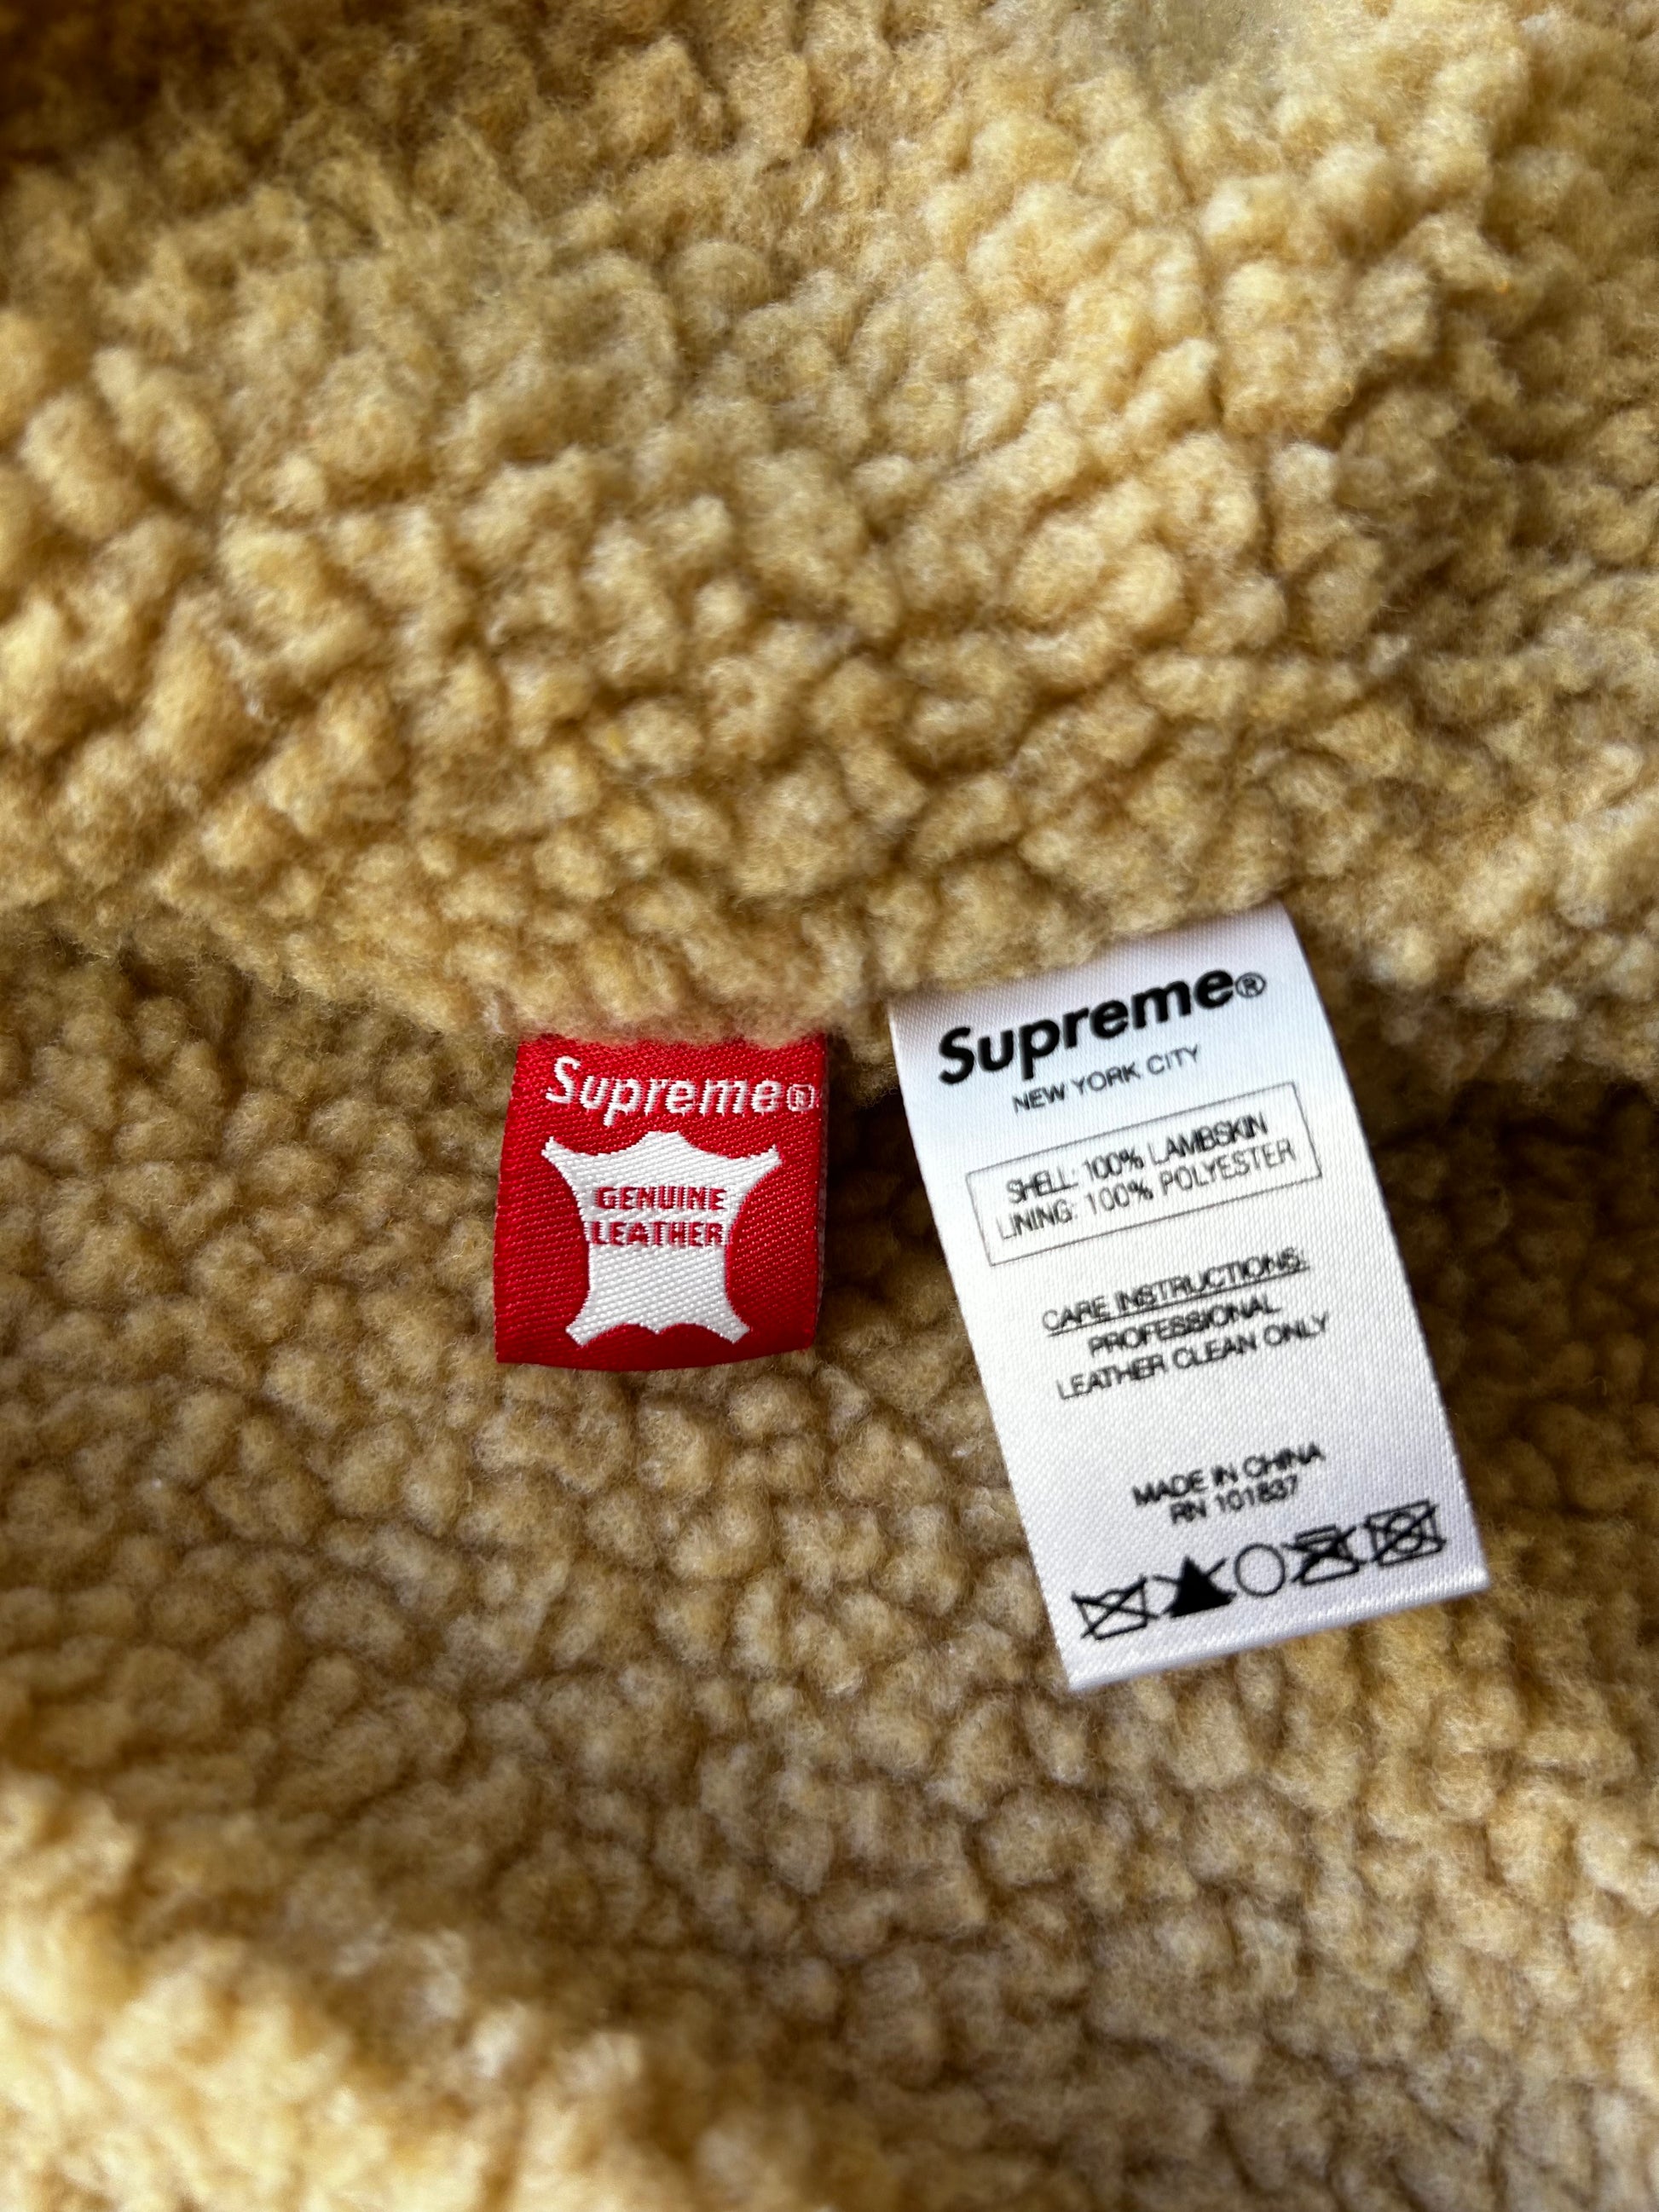 Supreme®
GENUINE
LEATHER
Supreme®
NEW YORK CITY
SHELL: 100% LAMBSKIN
LINING: 100% POLYESTER
CARE INSTRUCTIONS:
PROFESSIONAL
LEATHER CLEAN ONLY
MADE IN CHINA
RN 101837